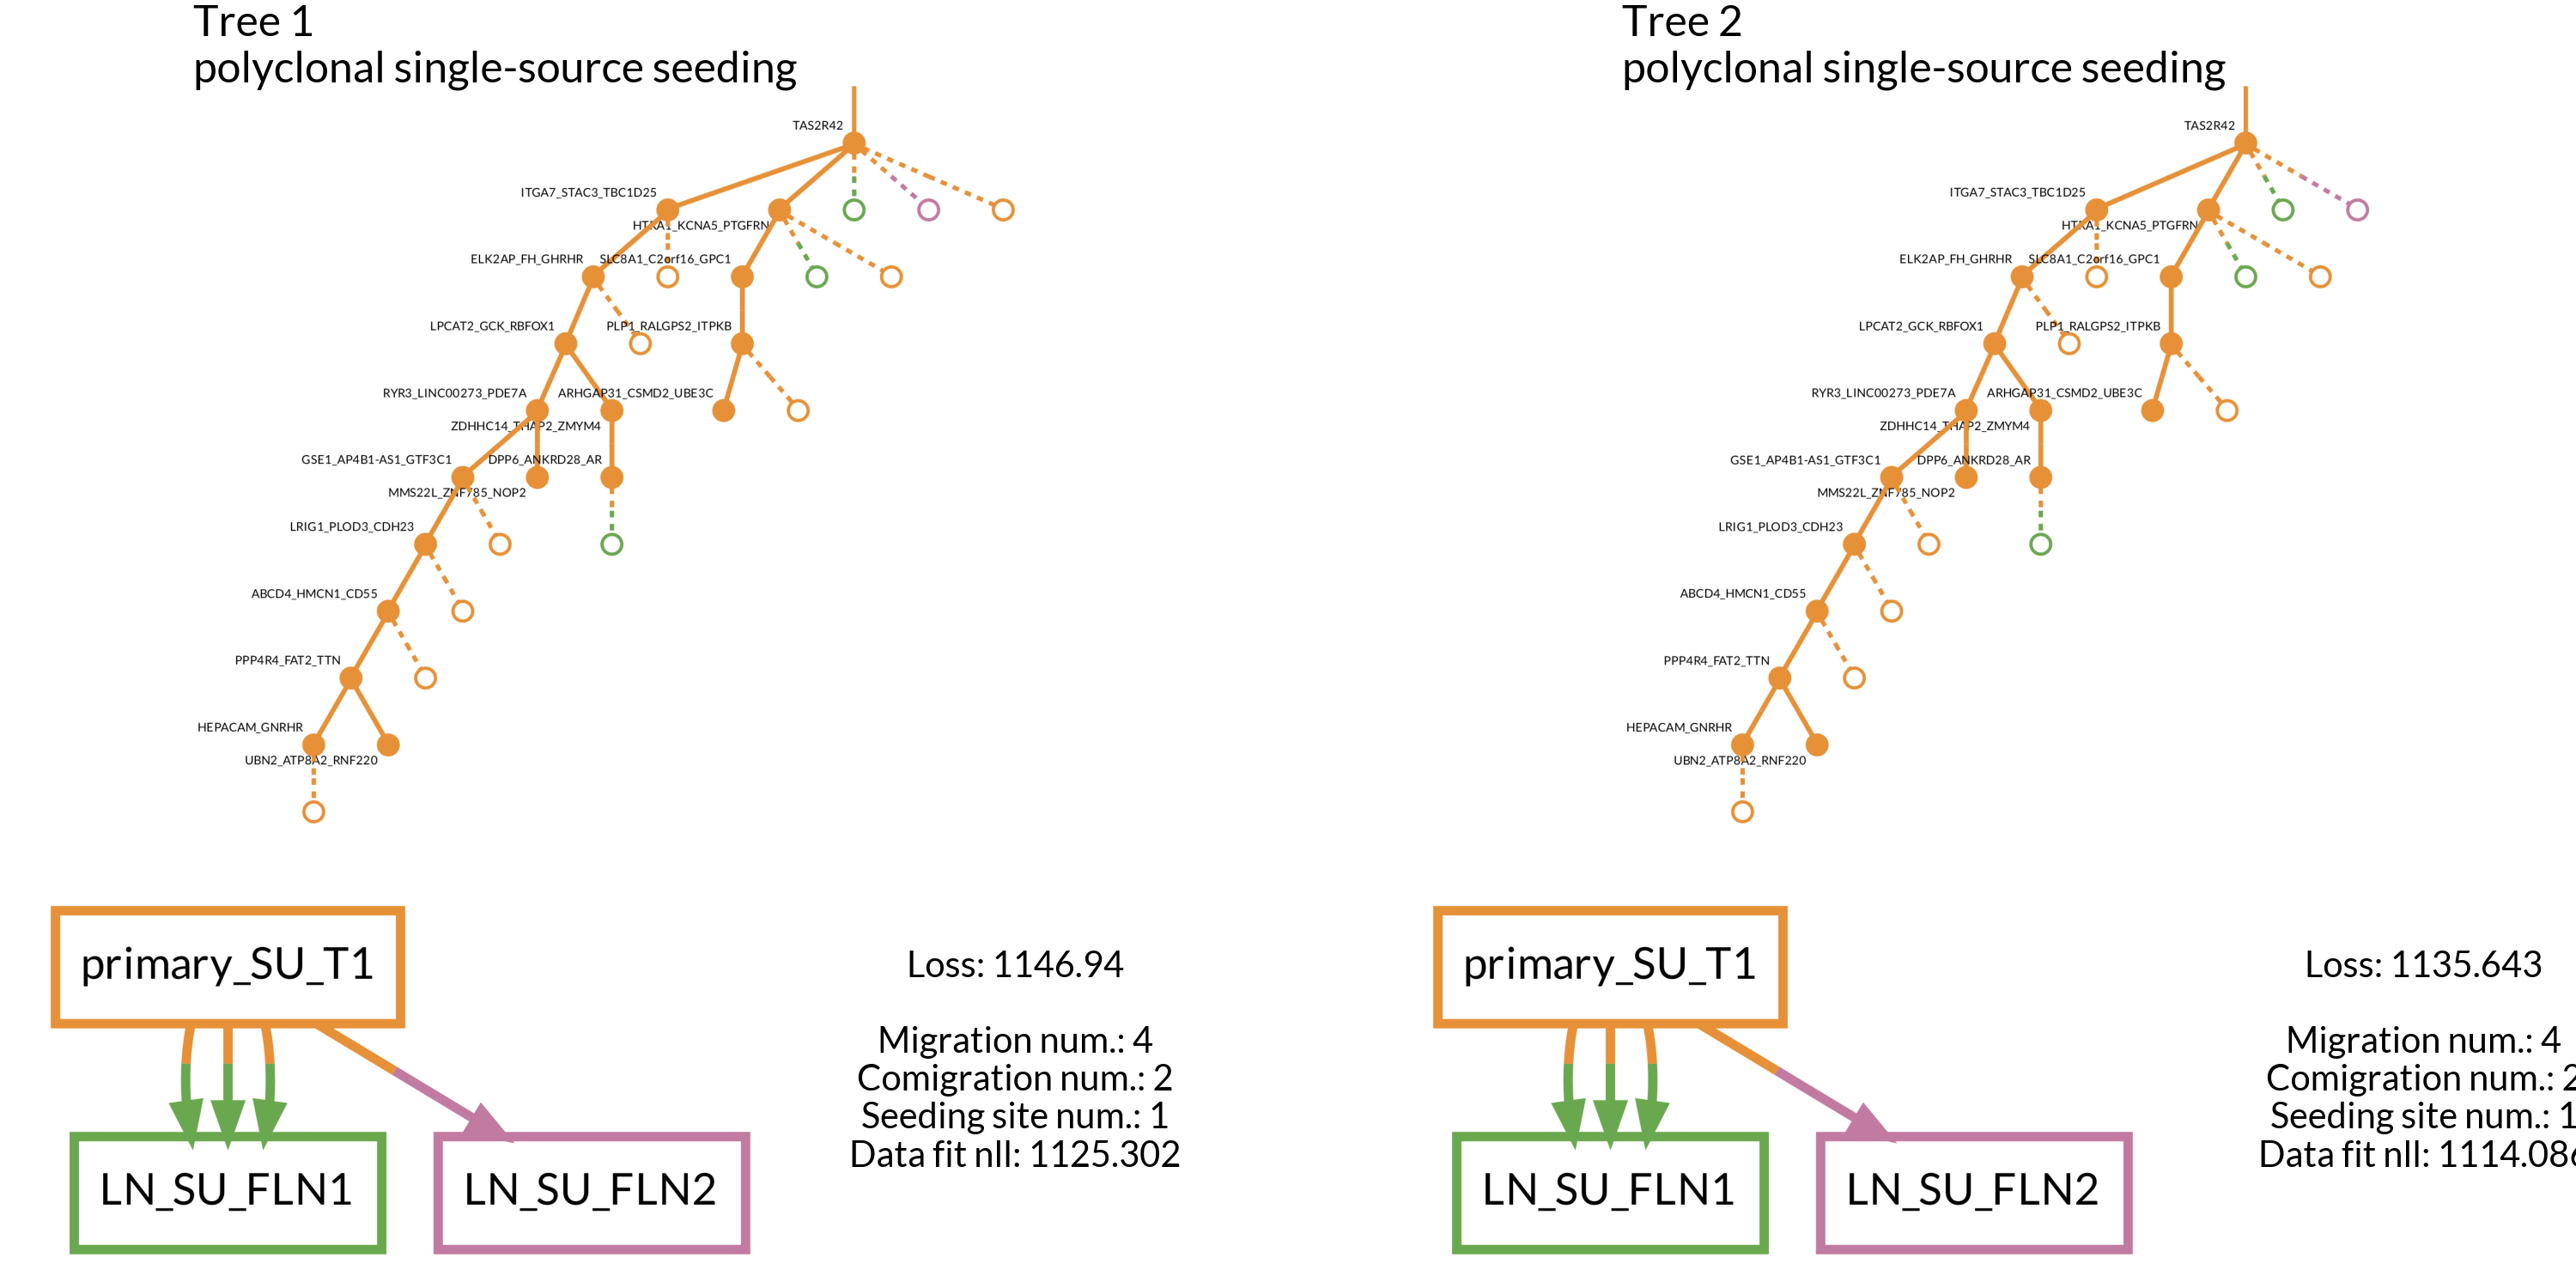 Tree 1
polyclonal single-source seeding
TAS2R42
ITGA7_STAC3_TBC1D25
HTRA1_KCNA5_PTGFRN
ELK2AP_FH_GHRHR
SLC8A1_C2orf16_GPC1
LPCAT2_GCK_RBFOX1
PLP1_RALGPS2_ITPKB
RYR3_LINC00273_PDE7A
ARHGAP31_CSMD2_UBE3C
ZDHHC14_THAP2_ZMYM4
GSE1_AP4B1-AS1_GTF3C1
DPP6_ANKRD28_AR
MMS22L_ZNF785_NOP2
LRIG1_PLOD3_CDH23
ABCD4_HMCN1_CD55
PPP4R4_FAT2_TTN
HEPACAM_GNRHR
UBN2_ATP8A2_RNF220
primary_SU_T1
LN_SU_FLN1
LN_SU_FLN2
Loss: 1146.94
Migration num.: 4
Comigration num.: 2
Seeding site num.: 1
Data fit nll: 1125.302
Tree 2
polyclonal single-source seeding
TAS2R42
ITGA7_STAC3_TBC1D25
HTRA1_KCNA5_PTGFRN
ELK2AP_FH_GHRHR
SLC8A1_C2orf16_GPC1
LPCAT2_GCK_RBFOX1
PLP1_RALGPS2_ITPKB
RYR3_LINC00273_PDE7A
ARHGAP31_CSMD2_UBE3C
ZDHHC14_THAP2_ZMYM4
GSE1_AP4B1-AS1_GTF3C1
DPP6_ANKRD28_AR
MMS22L_ZNF785_NOP2
LRIG1_PLOD3_CDH23
ABCD4_HMCN1_CD55
PPP4R4_FAT2_TTN
HEPACAM_GNRHR
UBN2_ATP8A2_RNF220
primary_SU_T1
LN_SU_FLN1
LN_SU_FLN2
Loss: 1135.643
Migration num.: 4
Comigration num.: 2
Seeding site num.: 1
Data fit nll: 1114.086